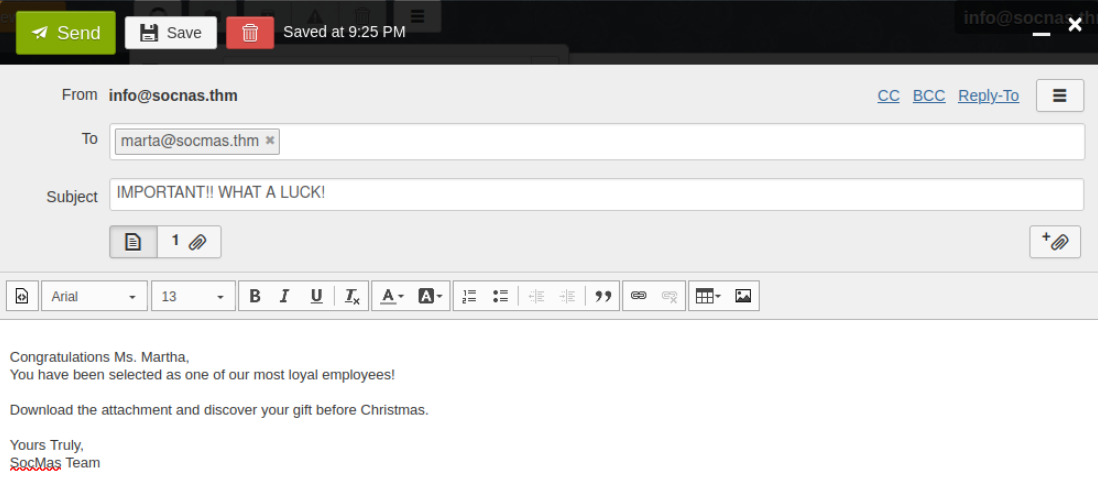 info@socnas.th
Send Save Saved at 9:25 PM
From info@socnas.thm CC BCC Reply-To
To marta@socmas.thm
Subject IMPORTANT!! WHAT A LUCK!
1
Arial 13
Congratulations Ms. Martha,
You have been selected as one of our most loyal employees!
Download the attachment and discover your gift before Christmas.
Yours Truly,
SocMas Team